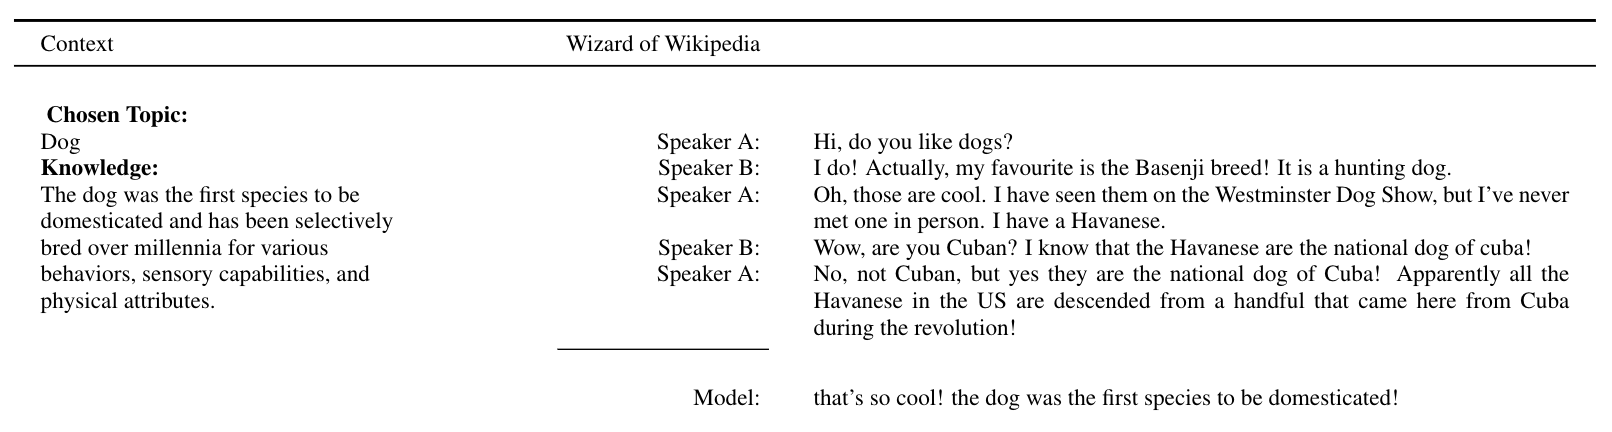 Context Wizard of Wikipedia
Chosen Topic:
Dog
Knowledge:
The dog was the first species to be
domesticated and has been selectively
bred over millennia for various
behaviors, sensory capabilities, and
physical attributes.
Speaker A: Hi, do you like dogs?
Speaker B: I do! Actually, my favourite is the Basenji breed! It is a hunting dog.
Speaker A: Oh, those are cool. I have seen them on the Westminster Dog Show, but I've never
met one in person. I have a Havanese.
Speaker B: Wow, are you Cuban? I know that the Havanese are the national dog of cuba!
Speaker A: No, not Cuban, but yes they are the national dog of Cuba! Apparently all the
Havanese in the US are descended from a handful that came here from Cuba
during the revolution!
Model: that's so cool! the dog was the first species to be domesticated!